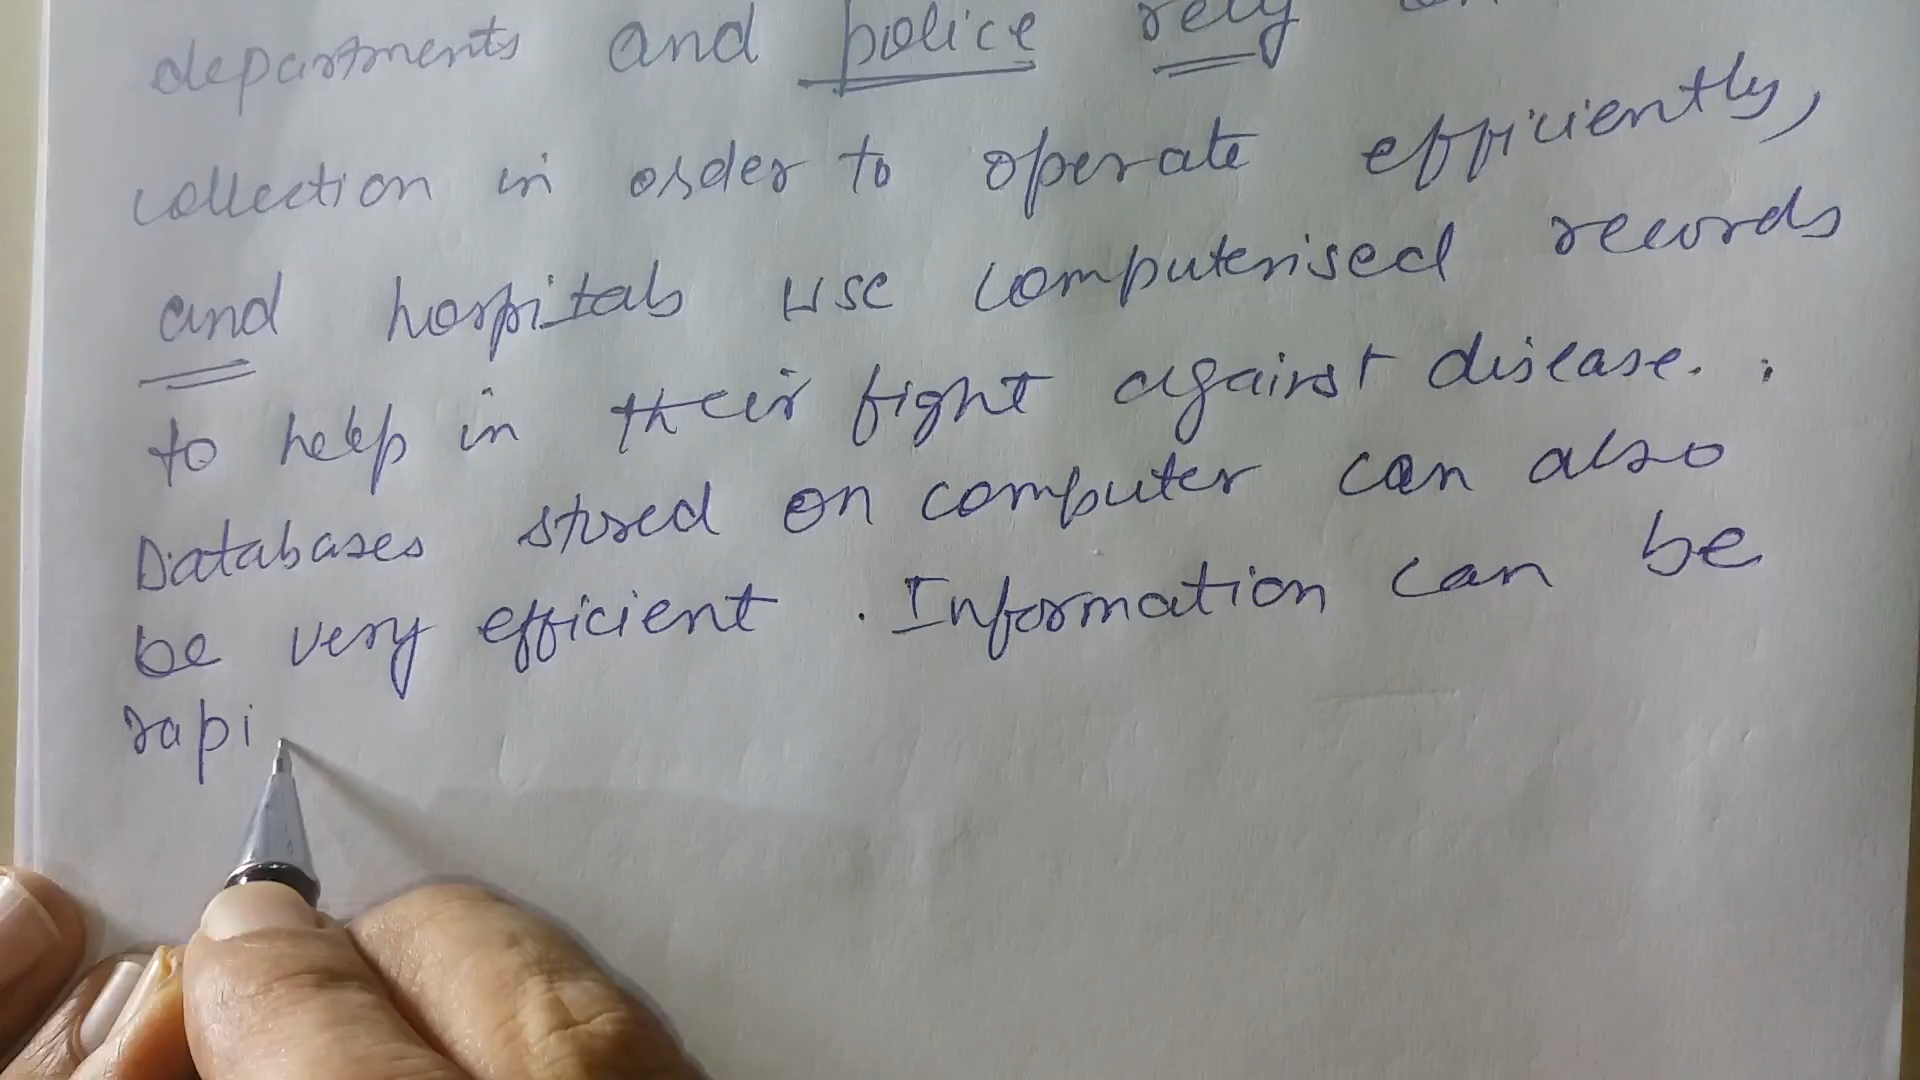 departments and police rely
collection in order to operate efficiently,
and hospitals use computerised records
to help in their fight against disease.
Databases stored on computer can also
be very efficient. Information can be
rapi